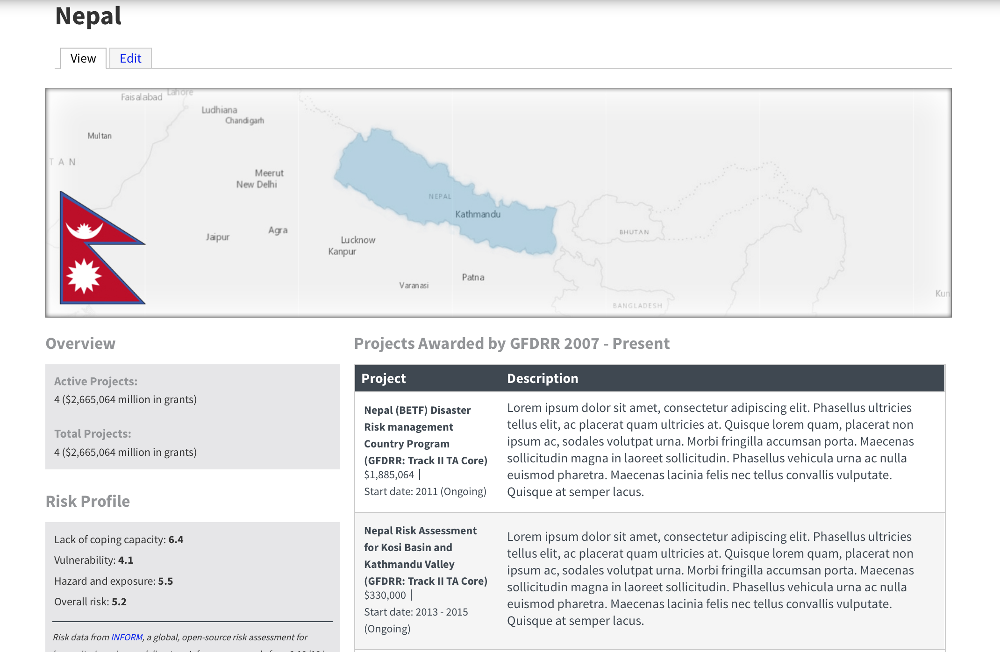 Nepal
View
Edit
Faisalabad
Lahore
Ludhiana
Chandigarh
Multan
TAN
Meerut
New Delhi
NEPAL
Kathmandu
Jaipur
Agra
Lucknow
Kanpur
BHUTAN
Patna
Varanasi
Kun
BANGLADESH
Overview
Active Projects:
4 ($2,665,064 million in grants)
Total Projects:
4 ($2,665,064 million in grants)
Risk Profile
Lack of coping capacity: 6.4
Vulnerability: 4.1
Hazard and exposure: 5.5
Overall risk: 5.2
Risk data from INFORM, a global, open-source risk assessment for
Projects Awarded by GFDRR 2007 - Present
Project
Description
Nepal (BETF) Disaster
Risk management
Country Program
(GFDRR: Track II TA Core)
$1,885,064 |
Start date: 2011 (Ongoing)
Lorem ipsum dolor sit amet, consectetur adipiscing elit. Phasellus ultricies
tellus elit, ac placerat quam ultricies at. Quisque lorem quam, placerat non
ipsum ac, sodales volutpat urna. Morbi fringilla accumsan porta. Maecenas
sollicitudin magna in laoreet sollicitudin. Phasellus vehicula urna ac nulla
euismod pharetra. Maecenas lacinia felis nec tellus convallis vulputate.
Quisque at semper lacus.
Nepal Risk Assessment
for Kosi Basin and
Kathmandu Valley
(GFDRR: Track II TA Core)
$330,000 |
Start date: 2013 - 2015
(Ongoing)
Lorem ipsum dolor sit amet, consectetur adipiscing elit. Phasellus ultricies
tellus elit, ac placerat quam ultricies at. Quisque lorem quam, placerat non
ipsum ac, sodales volutpat urna. Morbi fringilla accumsan porta. Maecenas
sollicitudin magna in laoreet sollicitudin. Phasellus vehicula urna ac nulla
euismod pharetra. Maecenas lacinia felis nec tellus convallis vulputate.
Quisque at semper lacus.